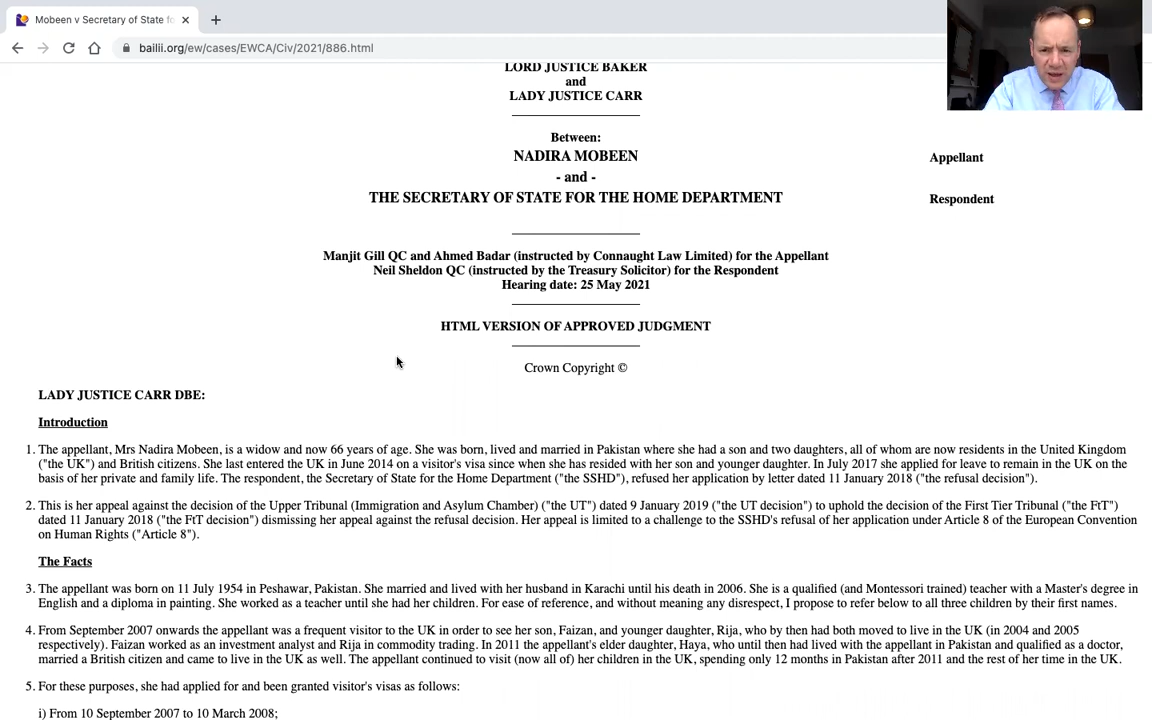 Mobeen v Secretary of State fo
bailii.org/ew/cases/EWCA/Civ/2021/886.html
LORD JUSTICE BAKER
and
LADY JUSTICE CARR
Between:
NADIRA MOBEEN
Appellant
- and -
THE SECRETARY OF STATE FOR THE HOME DEPARTMENT
Respondent
Manjit Gill QC and Ahmed Badar (instructed by Connaught Law Limited) for the Appellant
Neil Sheldon QC (instructed by the Treasury Solicitor) for the Respondent
Hearing date: 25 May 2021
HTML VERSION OF APPROVED JUDGMENT
Crown Copyright ©
LADY JUSTICE CARR DBE:
Introduction
1. The appellant, Mrs Nadira Mobeen, is a widow and now 66 years of age. She was born, lived and married in Pakistan where she had a son and two daughters, all of whom are now residents in the United Kingdom
("the UK") and British citizens. She last entered the UK in June 2014 on a visitor's visa since when she has resided with her son and younger daughter. In July 2017 she applied for leave to remain in the UK on the
basis of her private and family life. The respondent, the Secretary of State for the Home Department ("the SSHD"), refused her application by letter dated 11 January 2018 ("the refusal decision").
2. This is her appeal against the decision of the Upper Tribunal (Immigration and Asylum Chamber) ("the UT") dated 9 January 2019 ("the UT decision") to uphold the decision of the First Tier Tribunal ("the FtT")
dated 11 January 2018 ("the FtT decision") dismissing her appeal against the refusal decision. Her appeal is limited to a challenge to the SSHD's refusal of her application under Article 8 of the European Convention
on Human Rights ("Article 8").
The Facts
3. The appellant was born on 11 July 1954 in Peshawar, Pakistan. She married and lived with her husband in Karachi until his death in 2006. She is a qualified (and Montessori trained) teacher with a Master's degree in
English and a diploma in painting. She worked as a teacher until she had her children. For ease of reference, and without meaning any disrespect, I propose to refer below to all three children by their first names.
4. From September 2007 onwards the appellant was a frequent visitor to the UK in order to see her son, Faizan, and younger daughter, Rija, who by then had both moved to live in the UK (in 2004 and 2005
respectively). Faizan worked as an investment analyst and Rija in commodity trading. In 2011 the appellant's elder daughter, Haya, who until then had lived with the appellant in Pakistan and qualified as a doctor,
married a British citizen and came to live in the UK as well. The appellant continued to visit (now all of) her children in the UK, spending only 12 months in Pakistan after 2011 and the rest of her time in the UK.
5. For these purposes, she had applied for and been granted visitor's visas as follows:
i) From 10 September 2007 to 10 March 2008;